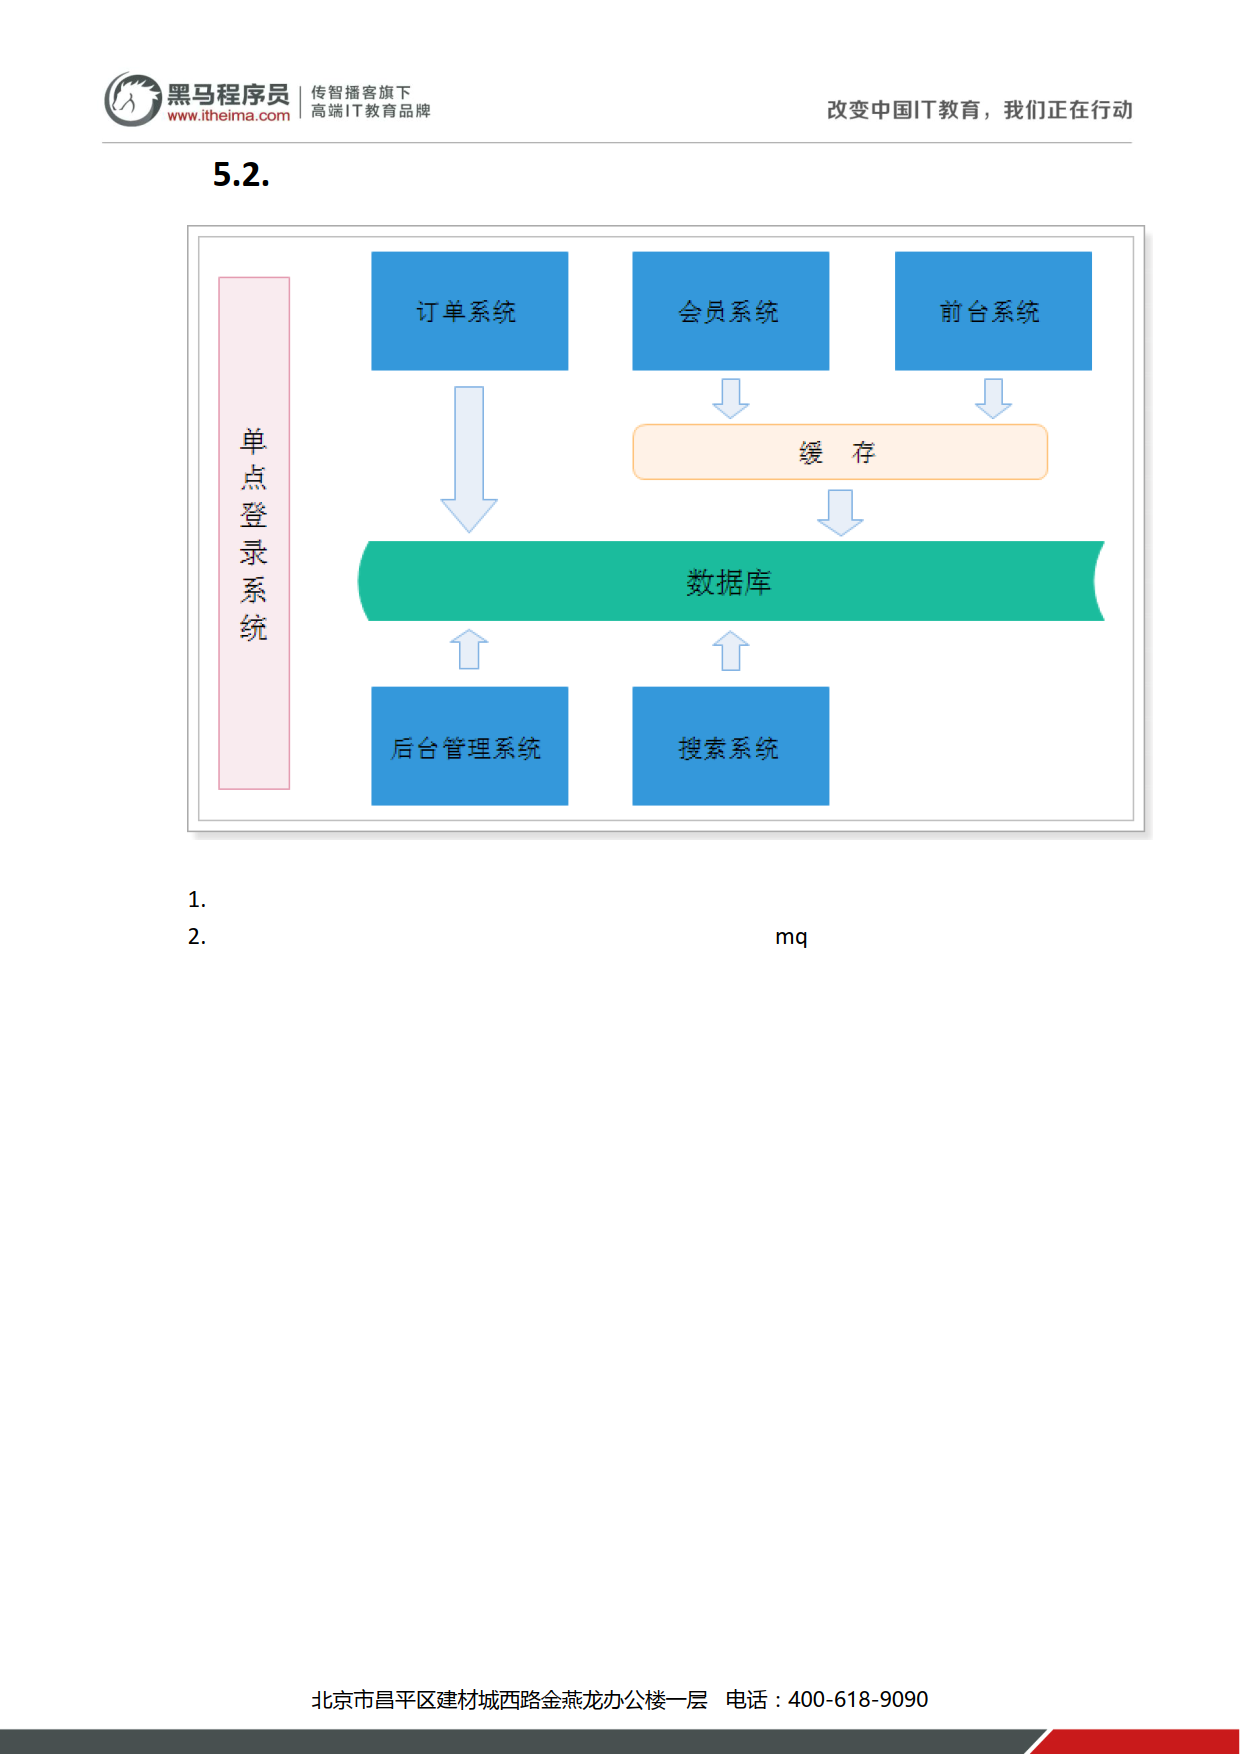 黑马程序员
www.itheima.com
传智播客旗下
高端IT教育品牌
改变中国IT教育，我们正在行动
5.2.
订单系统
会员系统
前台系统
单点登录系统
缓 存
数据库
后台管理系统
搜索系统
1.
2. mq
北京市昌平区建材城西路金燕龙办公楼一层 电话：400-618-9090